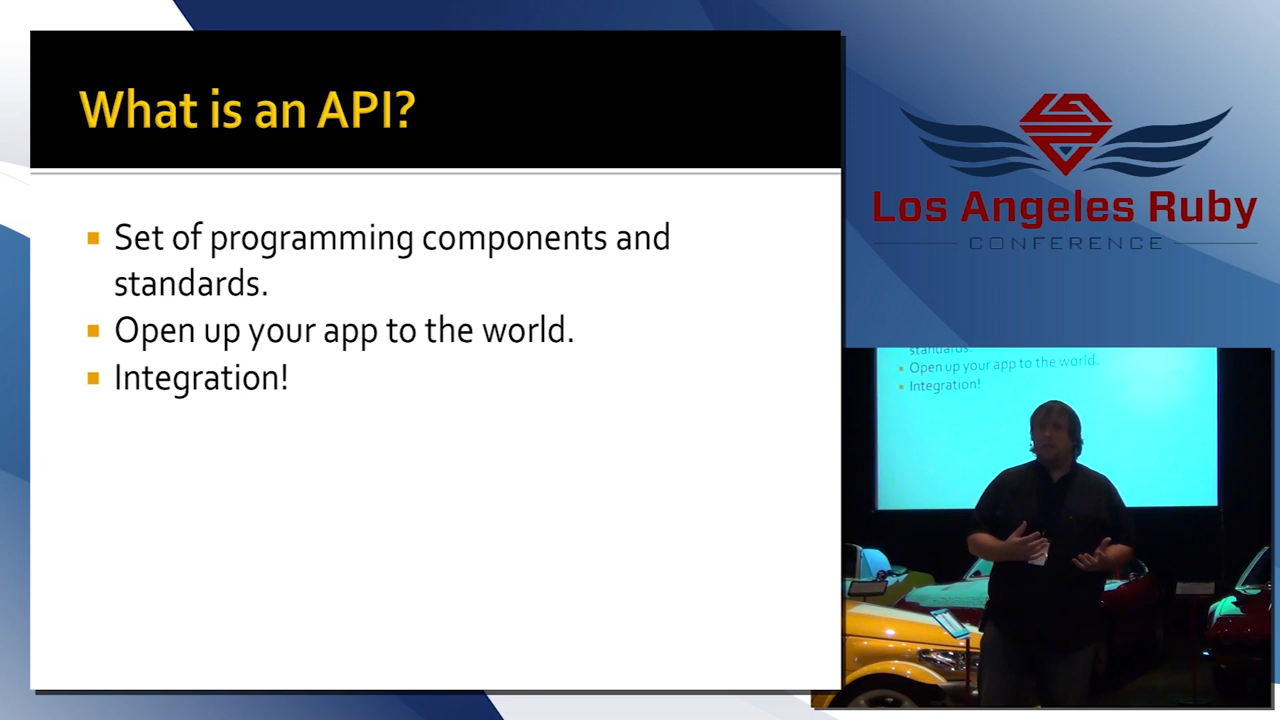 What is an API?
Set of programming components and
standards.
Open up your app to the world.
Integration!
Los Angeles Ruby
CONFERENCE
standards.
Open up your app to the world.
Integration!